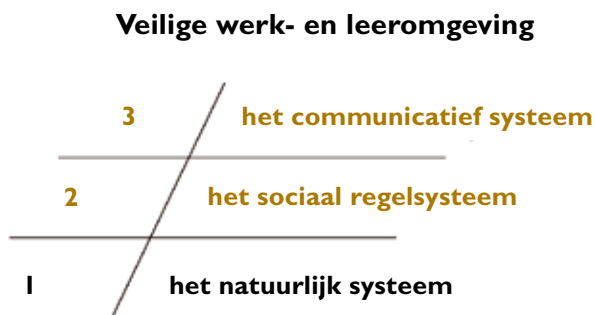 Veilige werk- en leeromgeving
3 het communicatief systeem
2 het sociaal regelsysteem
1 het natuurlijk systeem